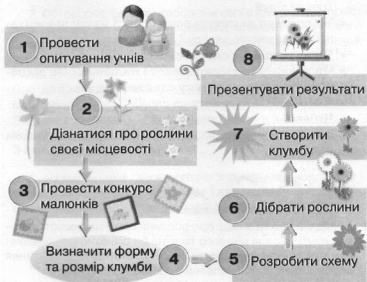 1 Провести
опитування учнів
2
Дізнатися про рослини
своєї місцевості
3 Провести конкурс
малюнків
Визначити форму
та розмір клумби 4
5 Розробити схему
6 Дібрати рослини
7 Створити
клумбу
8
Презентувати результати